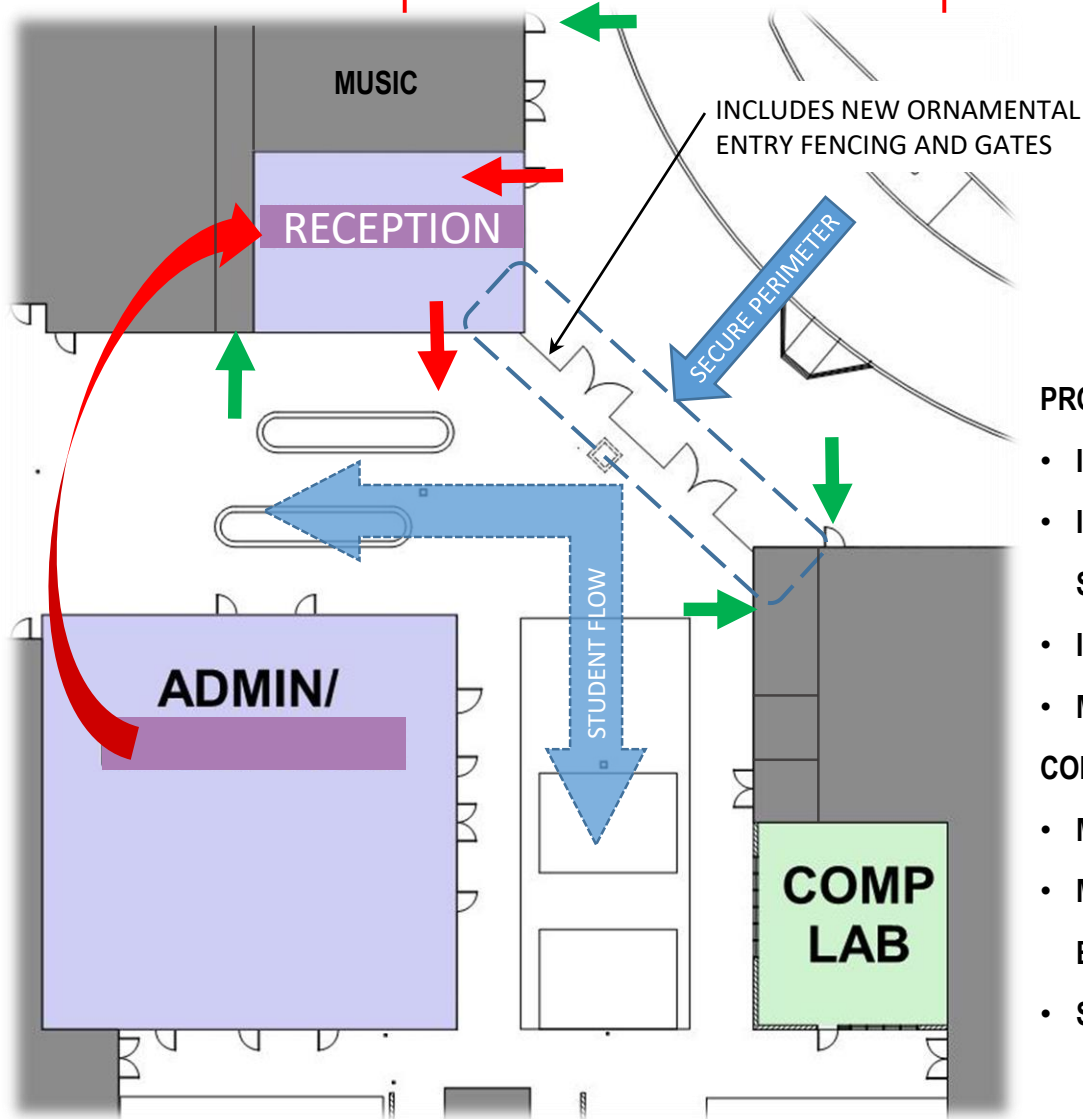 MUSIC
INCLUDES NEW ORNAMENTAL
ENTRY FENCING AND GATES
RECEPTION
SECURE PERIMETER
STUDENT FLOW
ADMIN/
COMP
LAB